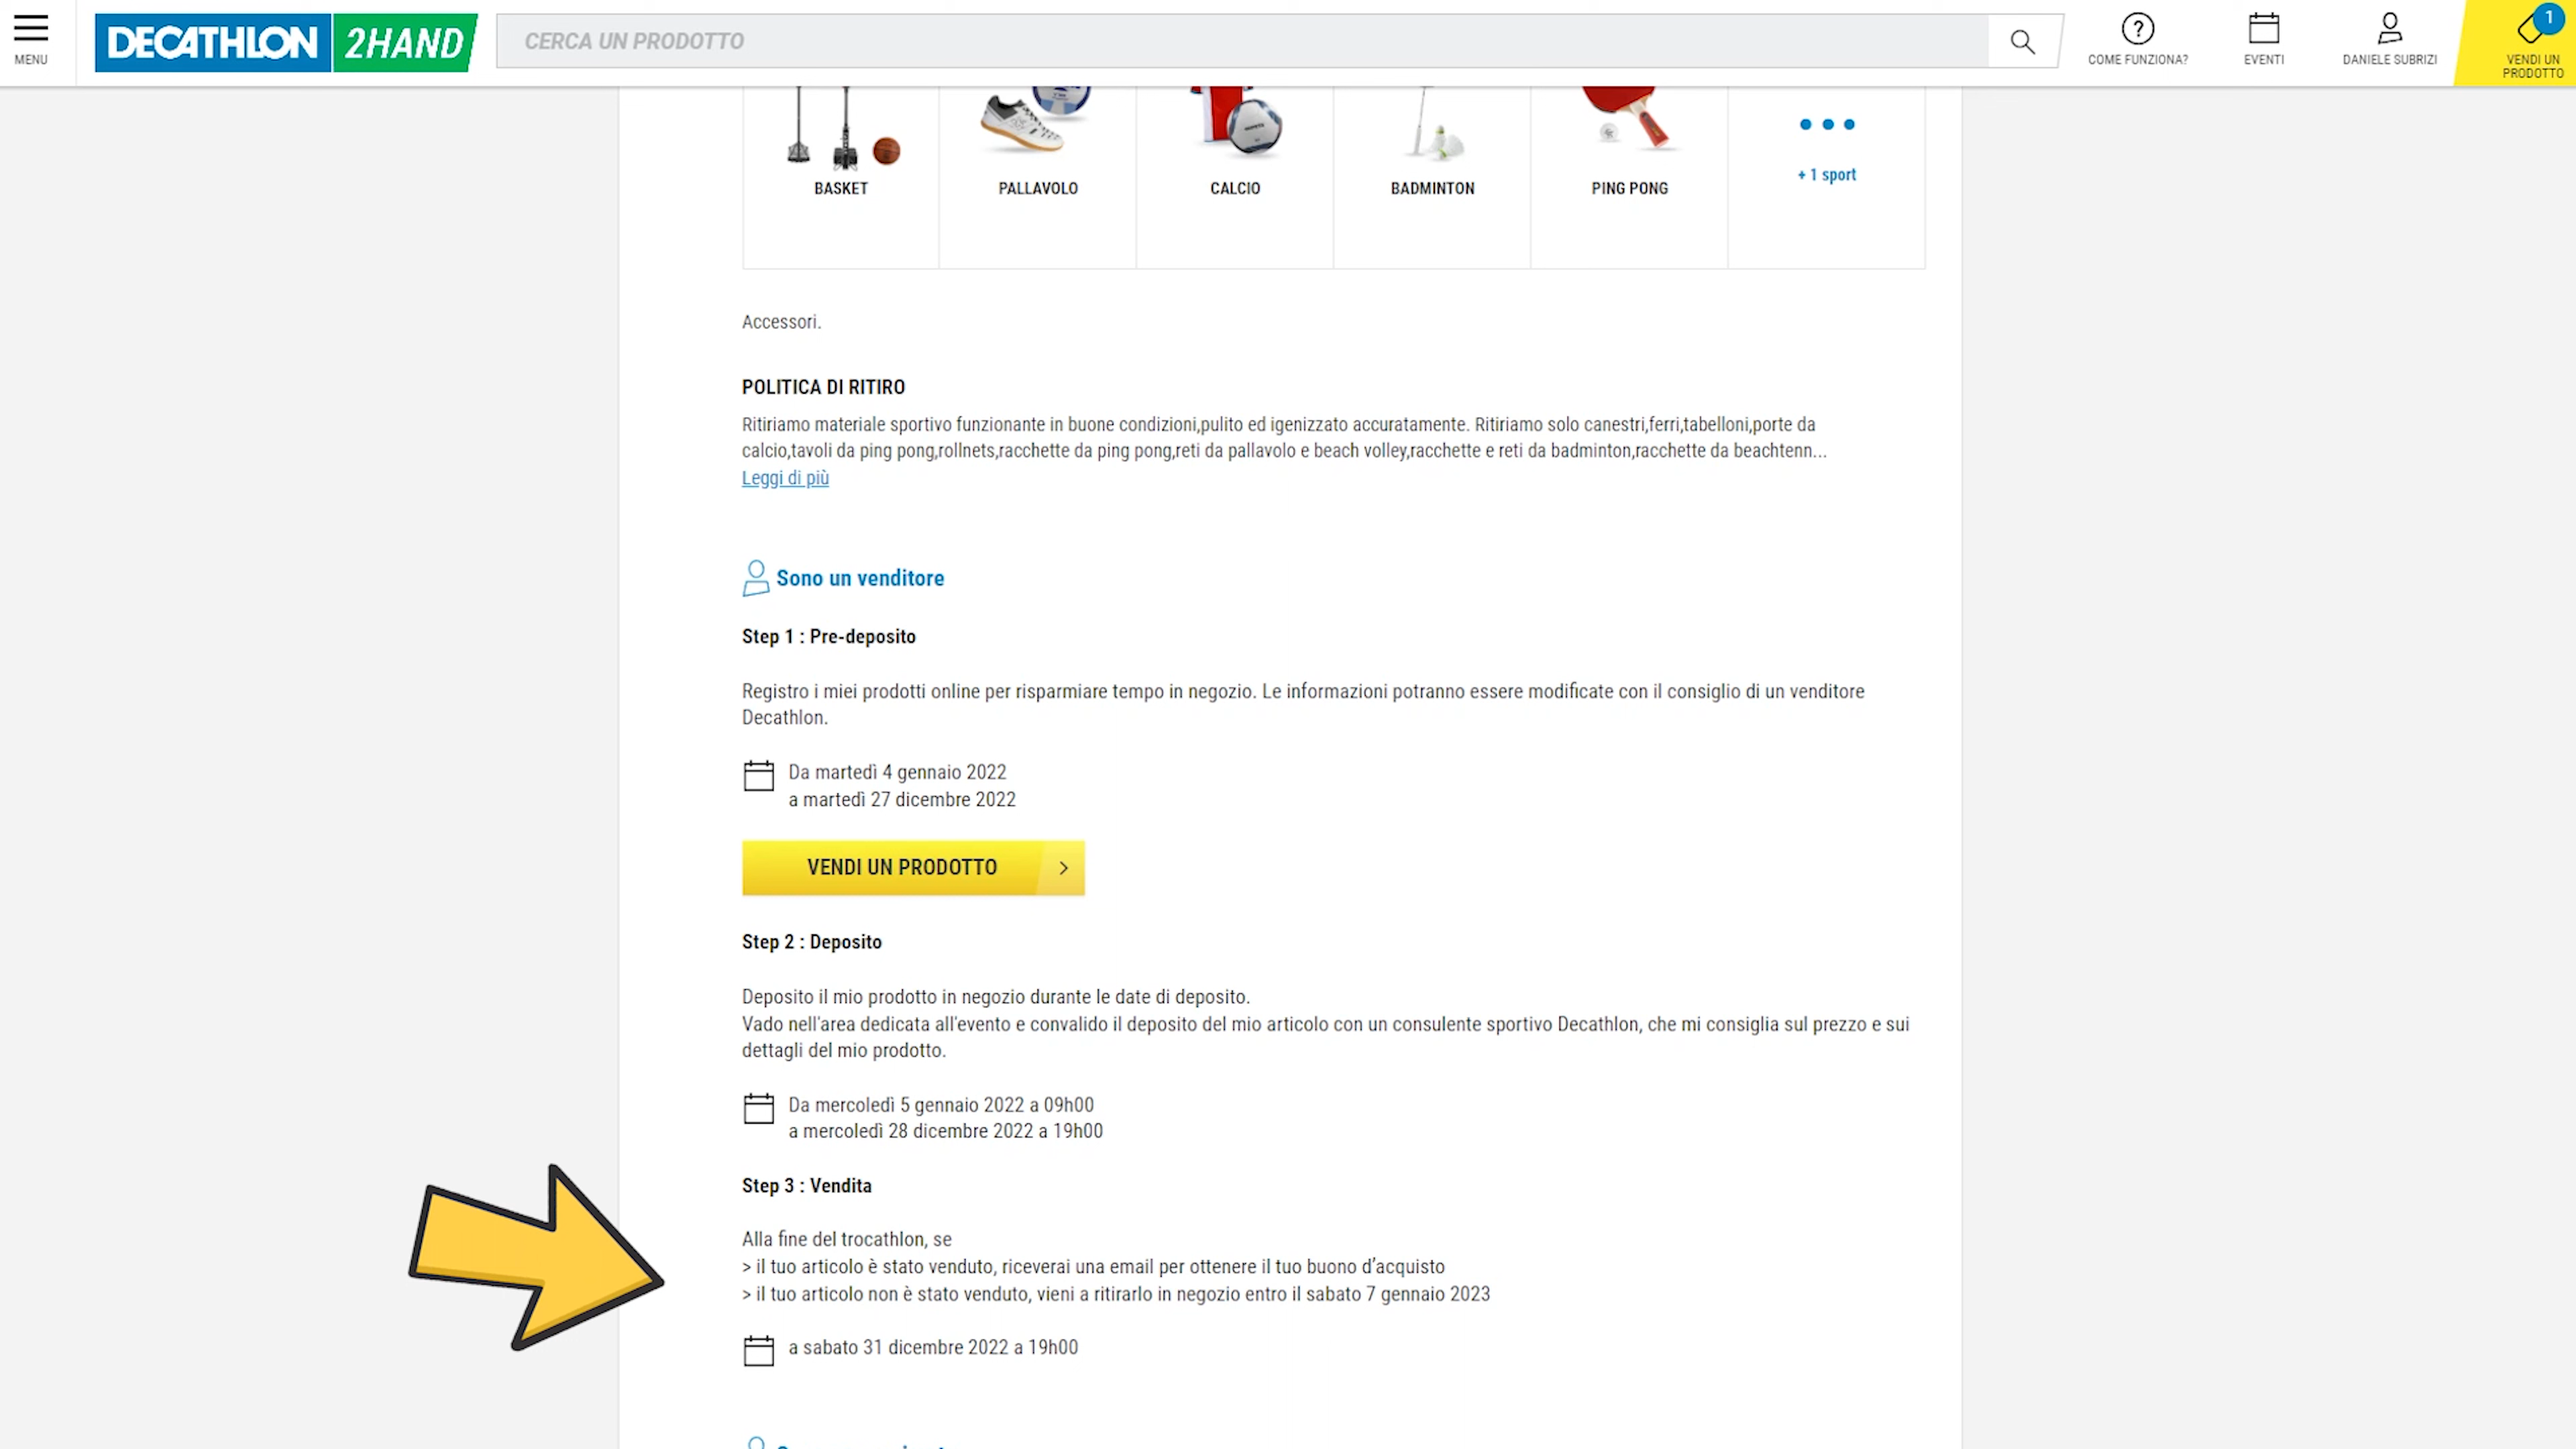 MENU
DECATHLON 2HAND
CERCA UN PRODOTTO
COME FUNZIONA?
EVENTI
DANIELE SUBRIZI
1
VENDI UN
PRODOTTO
BASKET
PALLAVOLO
CALCIO
BADMINTON
PING PONG
+ 1 sport
Accessori.
POLITICA DI RITIRO
Ritiriamo materiale sportivo funzionante in buone condizioni,pulito ed igenizzato accuratamente. Ritiriamo solo canestri,ferri,tabelloni,porte da
calcio,tavoli da ping pong,rollnets,racchette da ping pong,reti da pallavolo e beach volley,racchette e reti da badminton,racchette da beachtenn...
Leggi di più
Sono un venditore
Step 1 : Pre-deposito
Registro i miei prodotti online per risparmiare tempo in negozio. Le informazioni potranno essere modificate con il consiglio di un venditore
Decathlon.
Da martedì 4 gennaio 2022
a martedì 27 dicembre 2022
VENDI UN PRODOTTO
Step 2 : Deposito
Deposito il mio prodotto in negozio durante le date di deposito.
Vado nell'area dedicata all'evento e convalido il deposito del mio articolo con un consulente sportivo Decathlon, che mi consiglia sul prezzo e sui
dettagli del mio prodotto.
Da mercoledì 5 gennaio 2022 a 09h00
a mercoledì 28 dicembre 2022 a 19h00
Step 3 : Vendita
Alla fine del trocathlon, se
> il tuo articolo è stato venduto, riceverai una email per ottenere il tuo buono d’acquisto
> il tuo articolo non è stato venduto, vieni a ritirarlo in negozio entro il sabato 7 gennaio 2023
a sabato 31 dicembre 2022 a 19h00